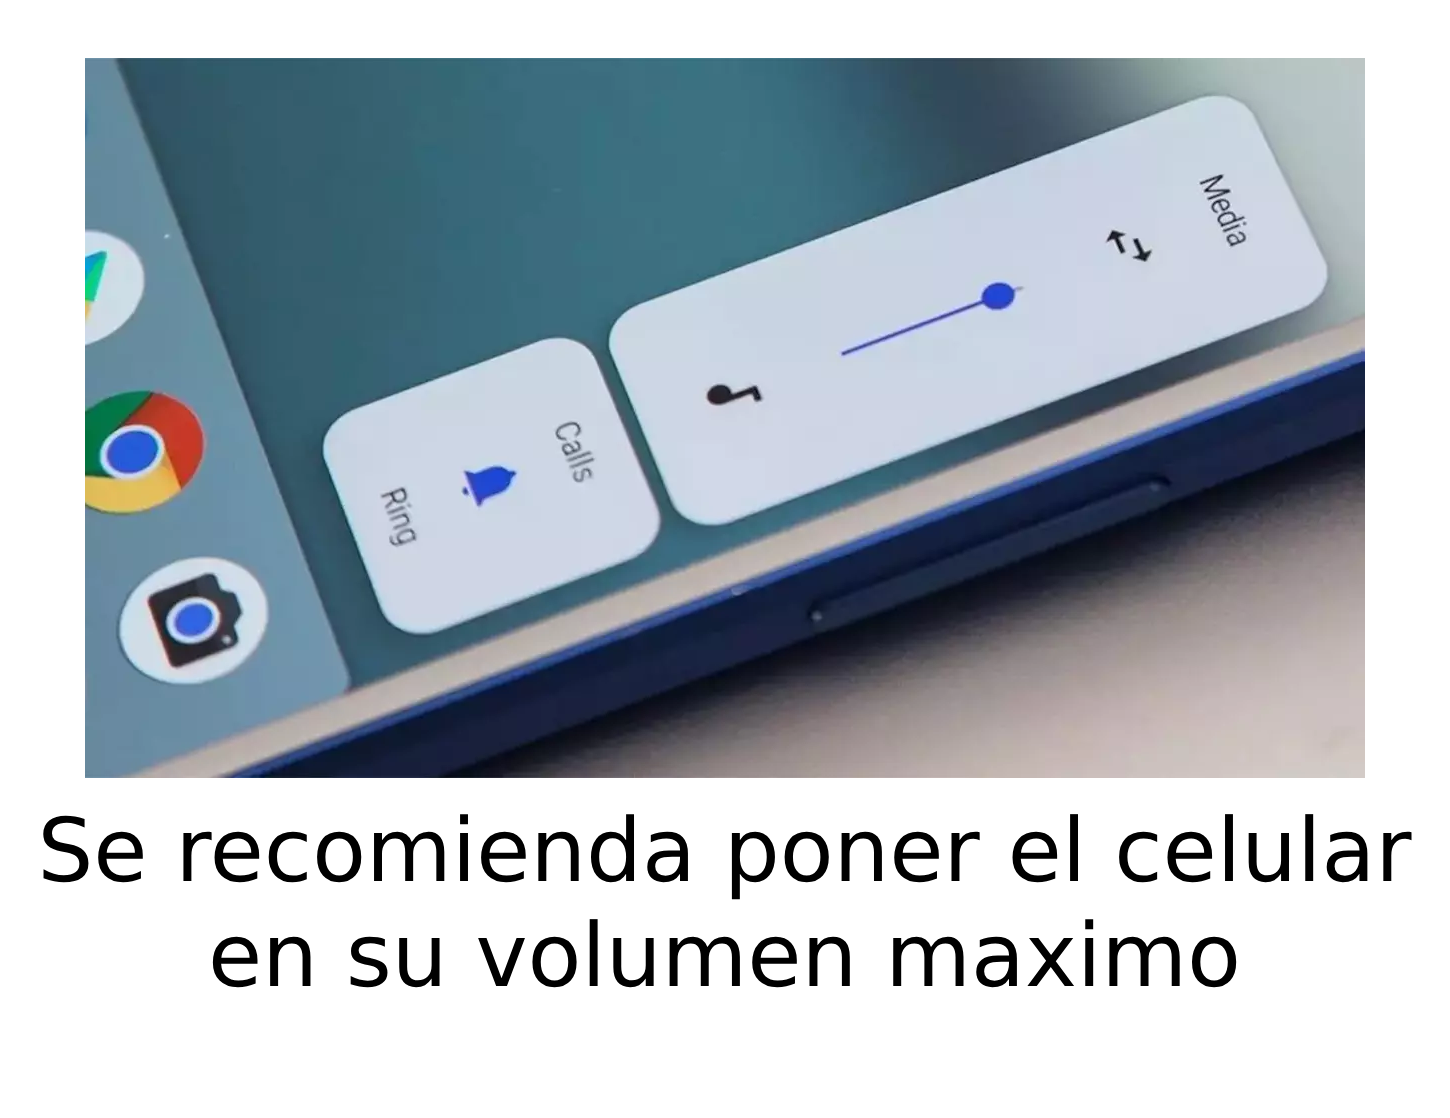 Media
Calls
Ring
Se recomienda poner el celular
en su volumen maximo